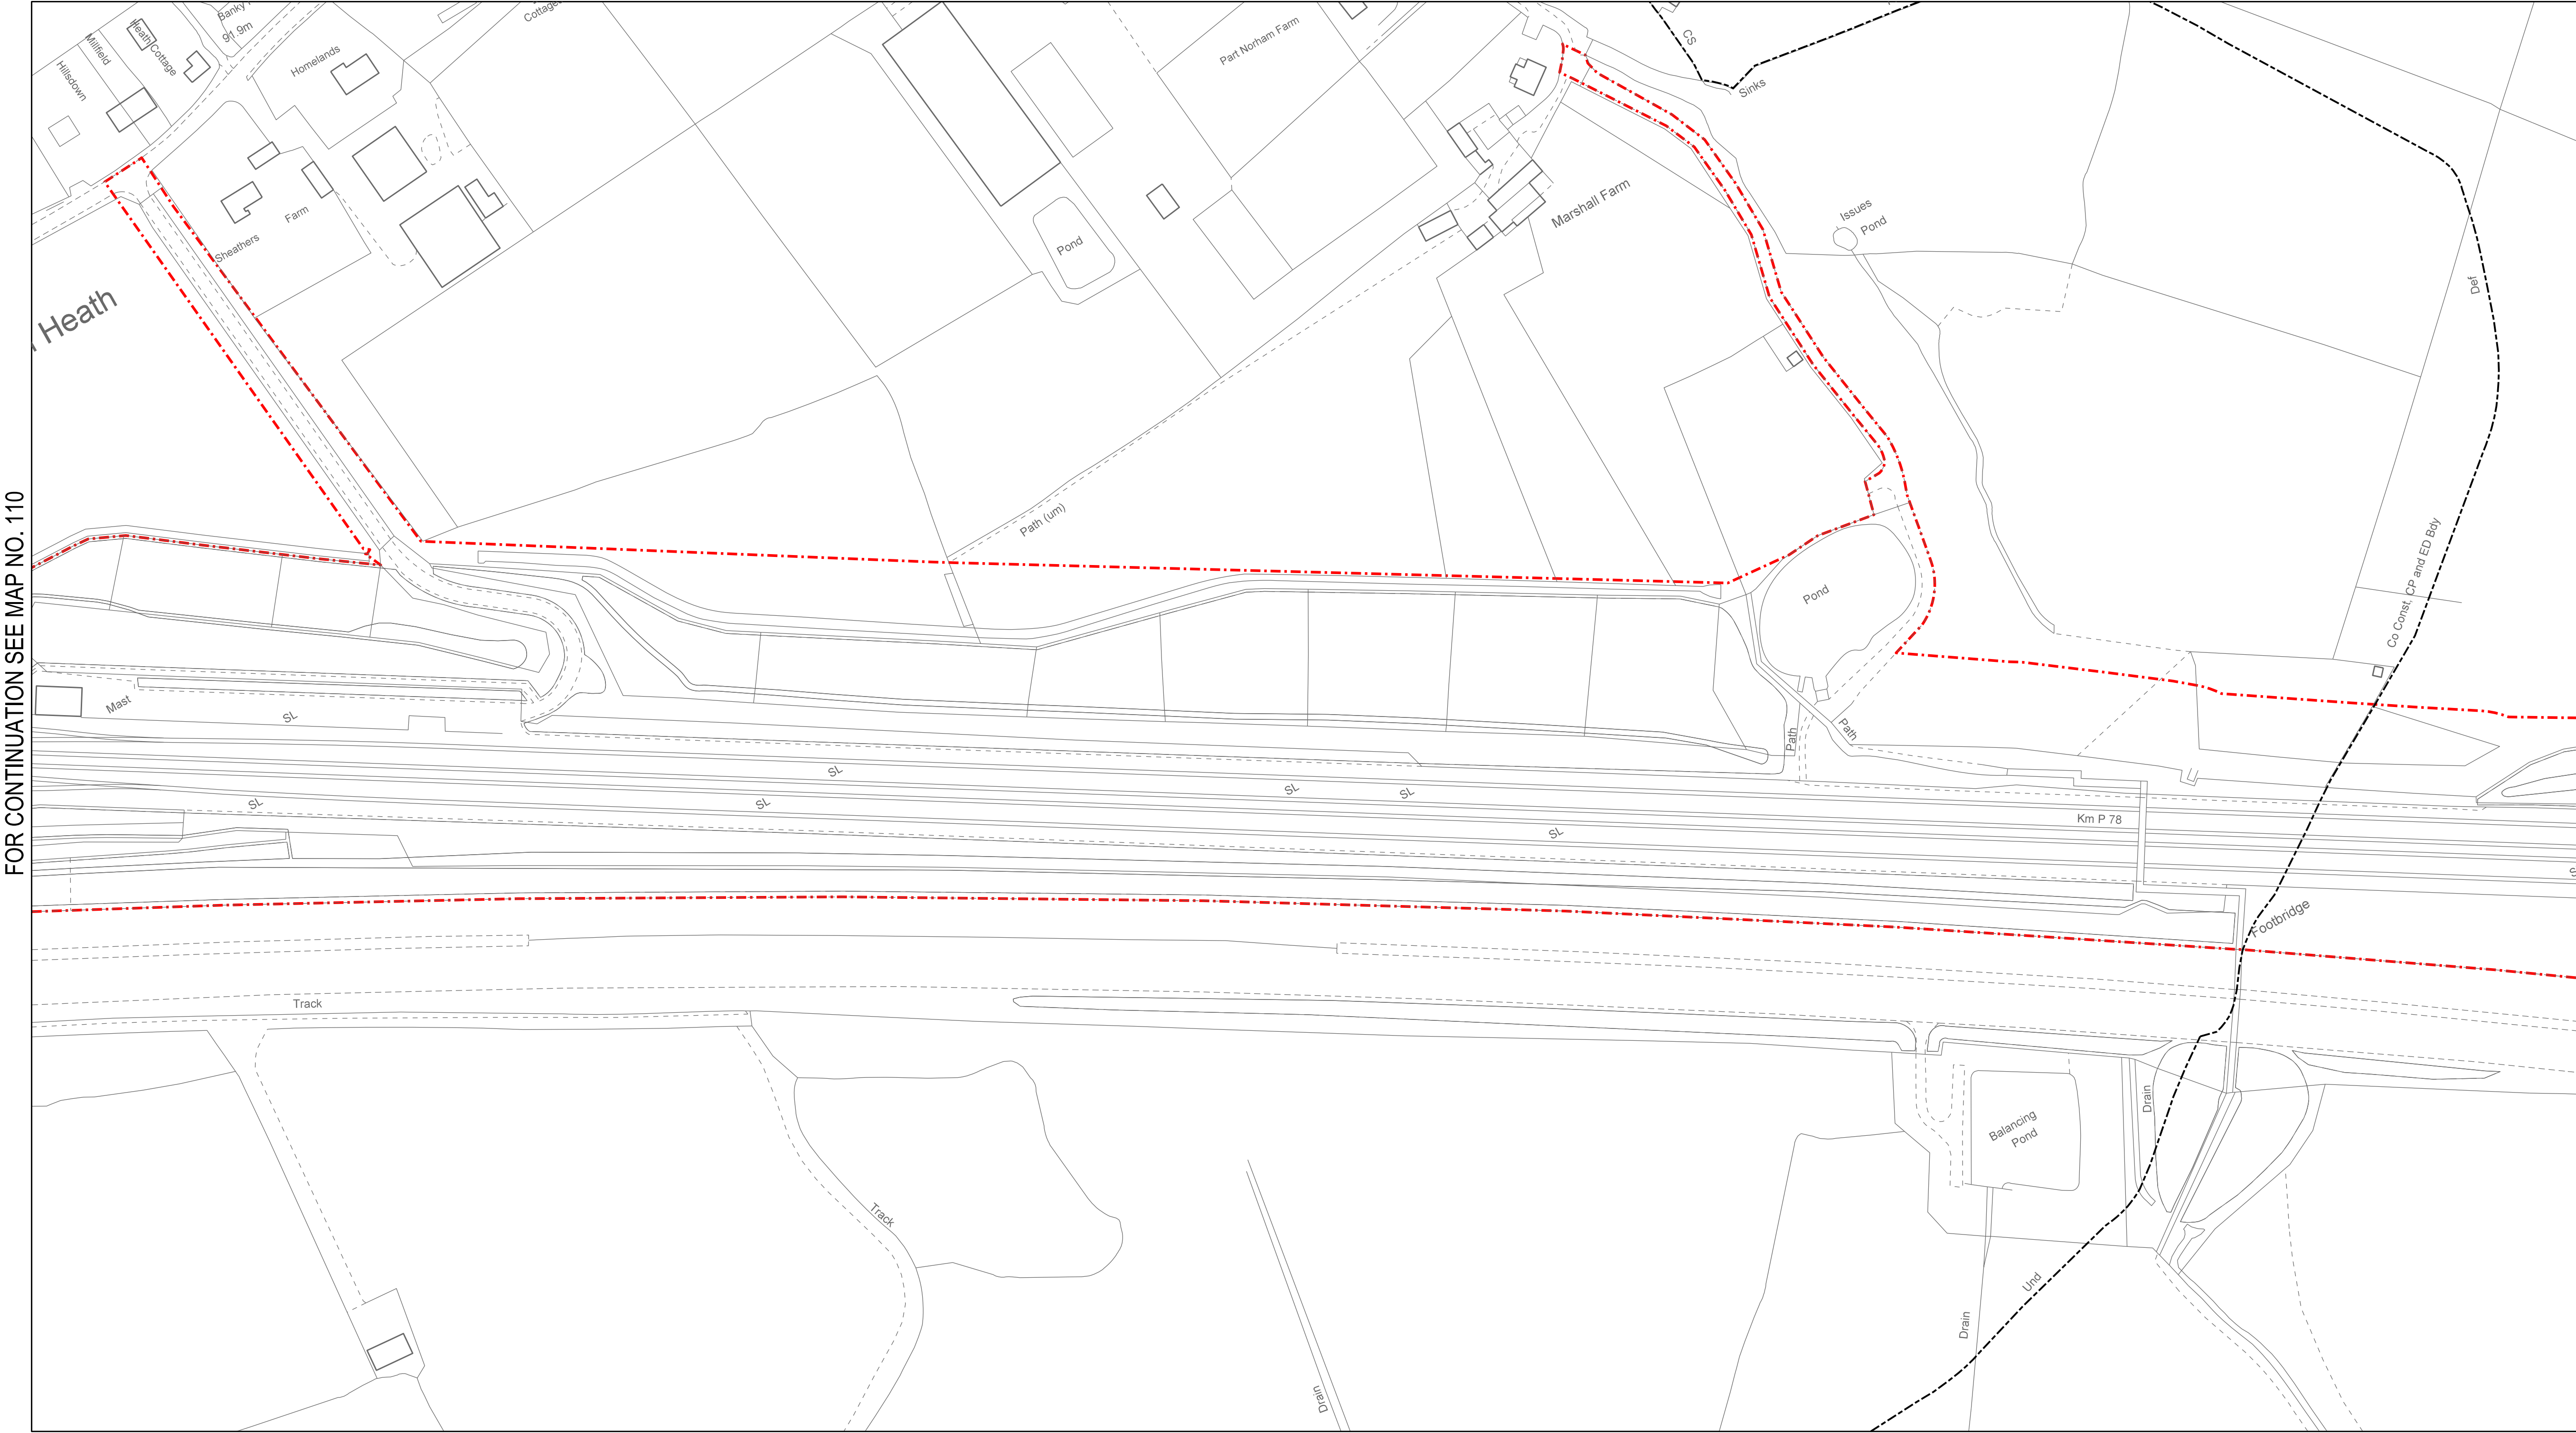 FOR CONTINUATION SEE MAP NO. 110
91.9m
Heath Cottage
Millfield
Hillsdown
Homelands
Part Norham Farm
CS
Sinks
Farm
Sheathers
Pond
Marshall Farm
Issues
Pond
Def
Heath
Path (um)
Co Const, CP and ED Bdy
Pond
Mast
SL
Path
Path
SL
SL
SL
SL
SL
SL
Km P 78
Footbridge
Track
Balancing
Pond
Drain
Track
Und
Drain
Drain